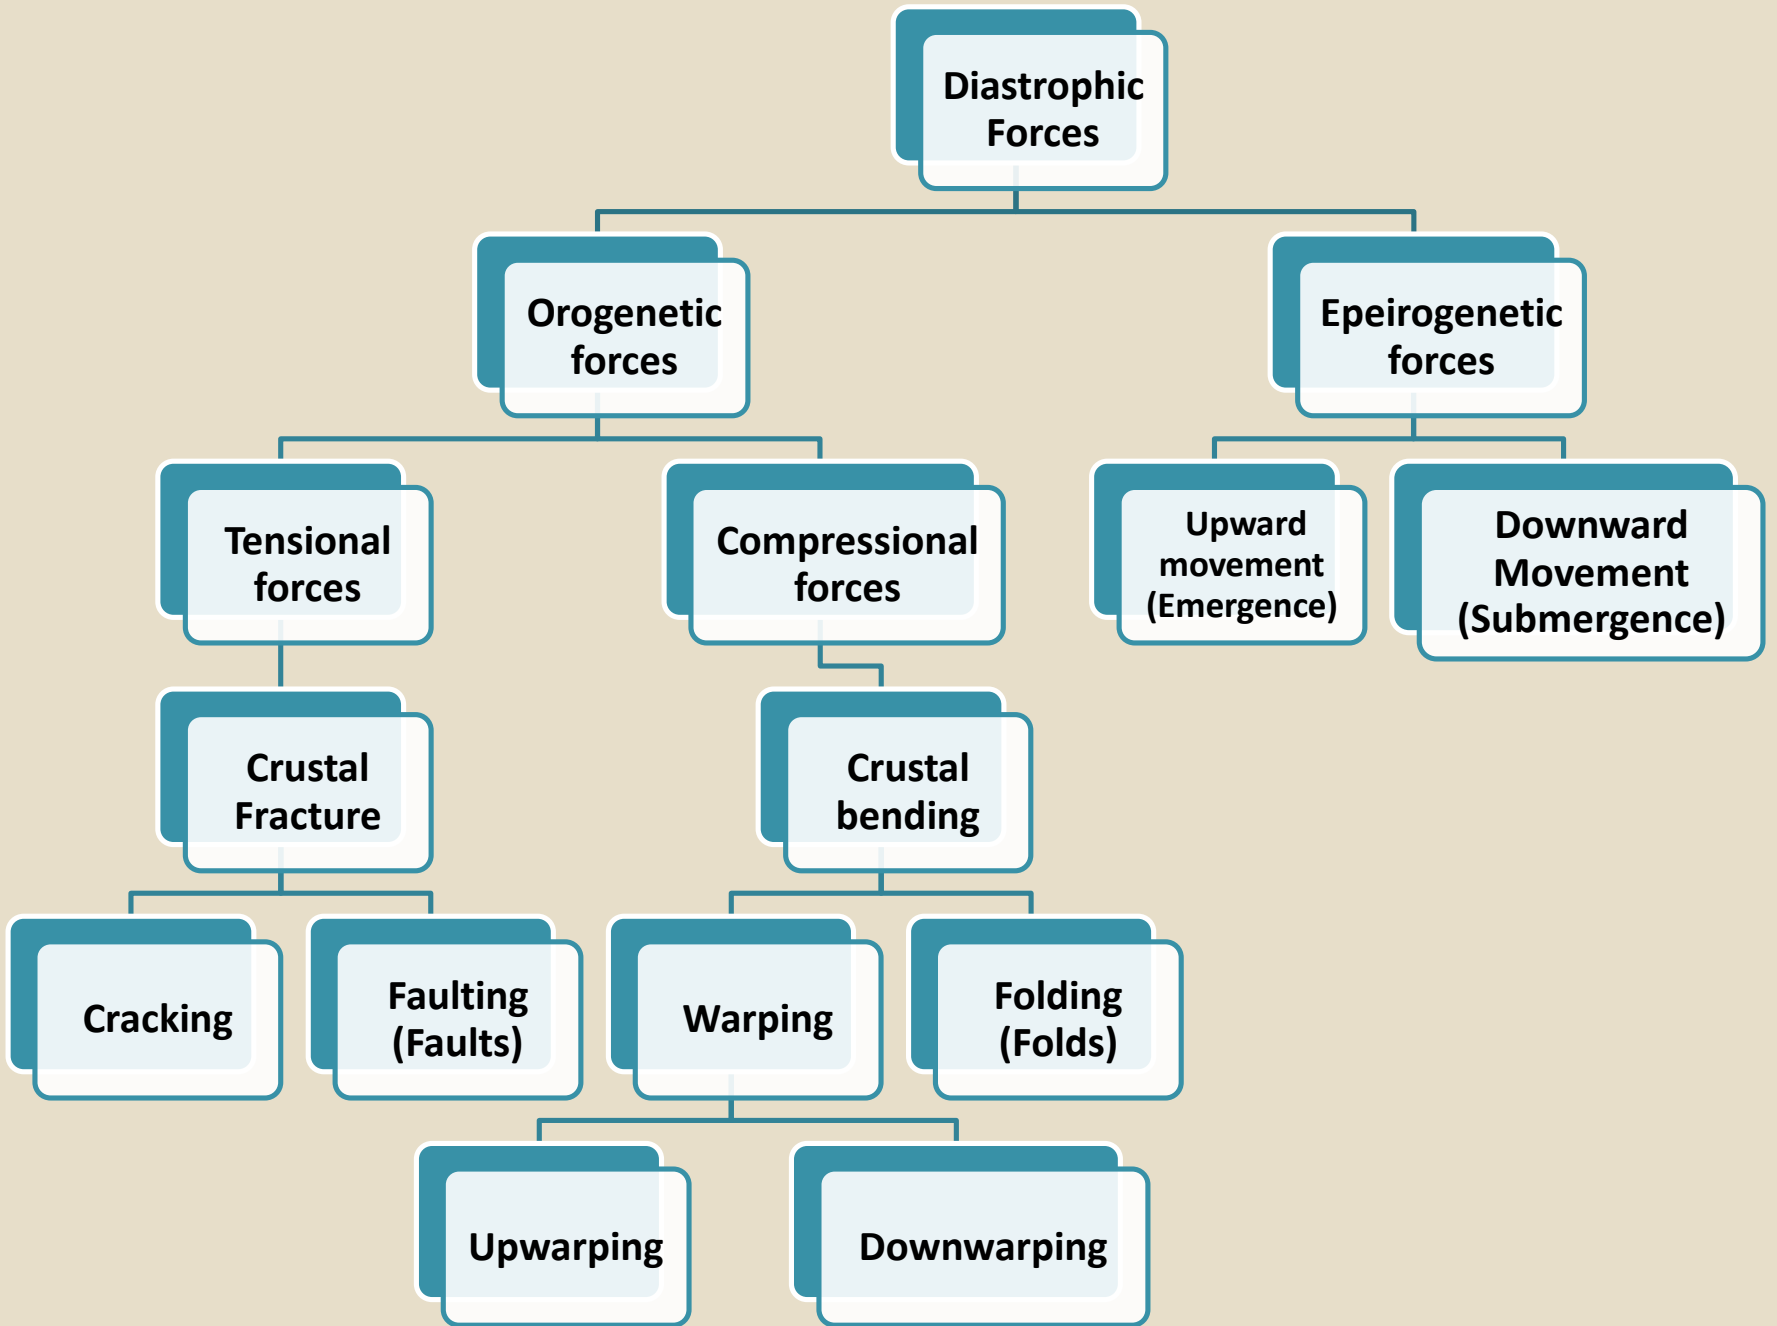 Diastrophic
Forces
Orogenetic
forces
Epeirogenetic
forces
Tensional
forces
Compressional
forces
Upward
movement
(Emergence)
Downward
Movement
(Submergence)
Crustal
Fracture
Crustal
bending
Cracking
Faulting
(Faults)
Warping
Folding
(Folds)
Upwarping
Downwarping